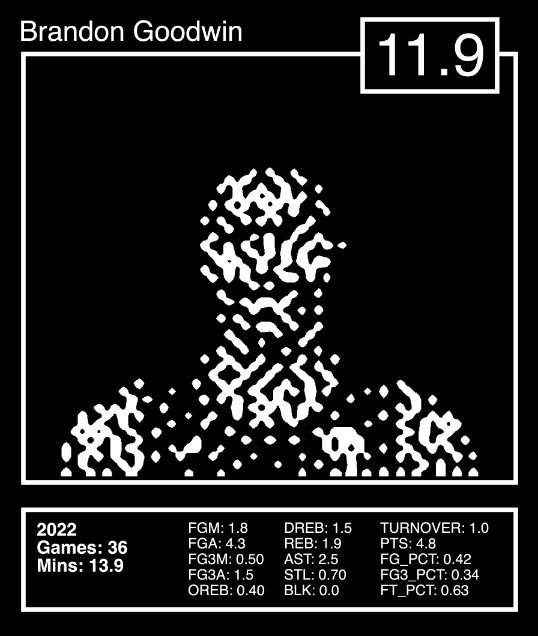 Brandon Goodwin
11.9
2022
Games: 36
Mins: 13.9
FGM: 1.8
FGA: 4.3
FG3M: 0.50
FG3A: 1.5
OREB: 0.40
DREB: 1.5
REB: 1.9
AST: 2.5
STL: 0.70
BLK: 0.0
TURNOVER: 1.0
PTS: 4.8
FG_PCT: 0.42
FG3_PCT: 0.34
FT_PCT: 0.63